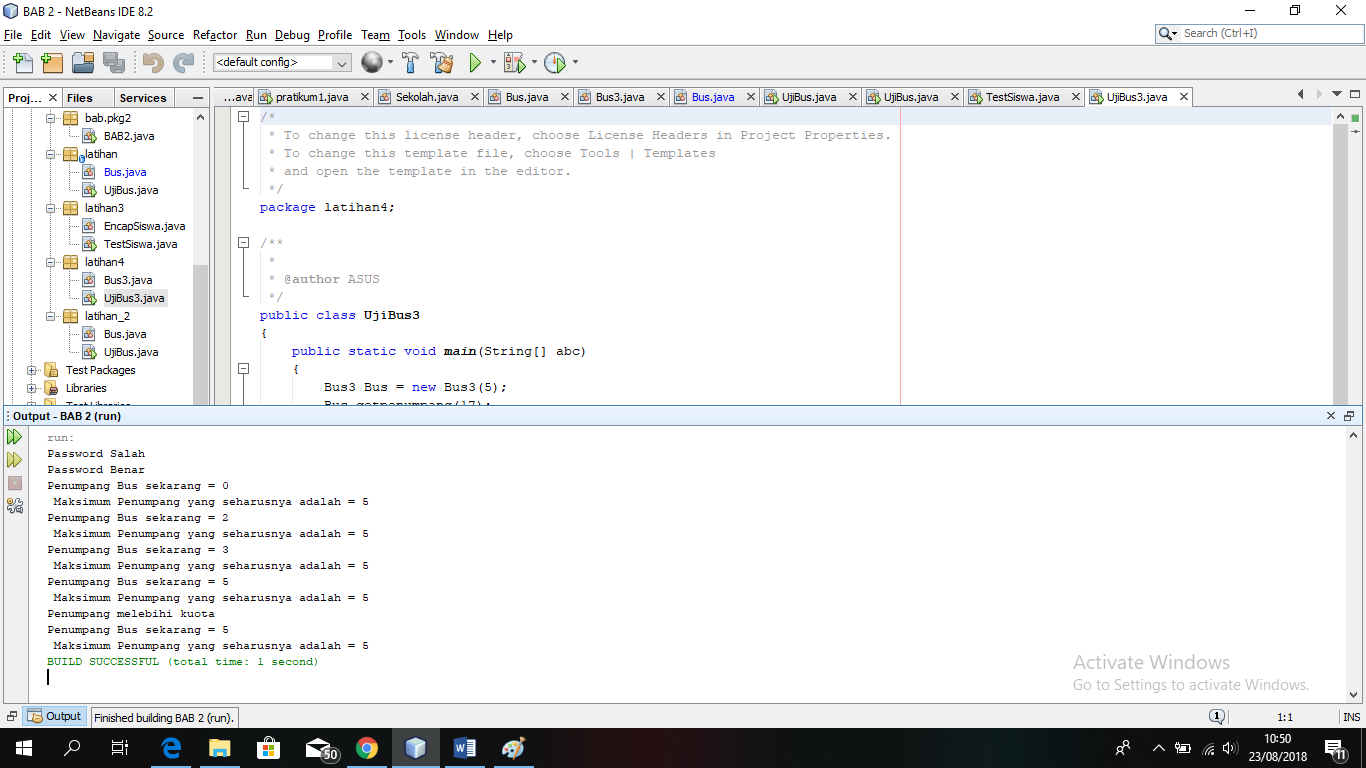 BAB 2 - NetBeans IDE 8.2
File Edit View Navigate Source Refactor Run Debug Profile Team Tools Window Help
Search (Ctrl+I)
<default config>
Proj... Files Services
...ava pratikum1.java Sekolah.java Bus.java Bus3.java Bus.java UjiBus.java UjiBus.java TestSiswa.java UjiBus3.java
bab.pkg2
BAB2.java
latihan
Bus.java
UjiBus.java
latihan3
EncapSiswa.java
TestSiswa.java
latihan4
Bus3.java
UjiBus3.java
latihan_2
Bus.java
UjiBus.java
Test Packages
Libraries
Test Libraries
/*
* To change this license header, choose License Headers in Project Properties.
* To change this template file, choose Tools | Templates
* and open the template in the editor.
*/
package latihan4;
/**
*
* @author ASUS
*/
public class UjiBus3
{
public static void main(String[] abc)
{
Bus3 Bus = new Bus3(5);
Bus.getpenumpang(17);
Output - BAB 2 (run)
run:
Password Salah
Password Benar
Penumpang Bus sekarang = 0
Maksimum Penumpang yang seharusnya adalah = 5
Penumpang Bus sekarang = 2
Maksimum Penumpang yang seharusnya adalah = 5
Penumpang Bus sekarang = 3
Maksimum Penumpang yang seharusnya adalah = 5
Penumpang Bus sekarang = 5
Maksimum Penumpang yang seharusnya adalah = 5
Penumpang melebihi kuota
Penumpang Bus sekarang = 5
Maksimum Penumpang yang seharusnya adalah = 5
BUILD SUCCESSFUL (total time: 1 second)
Activate Windows
Go to Settings to activate Windows.
Output
Finished building BAB 2 (run).
1
1:1
INS
50
10:50
23/08/2018
11